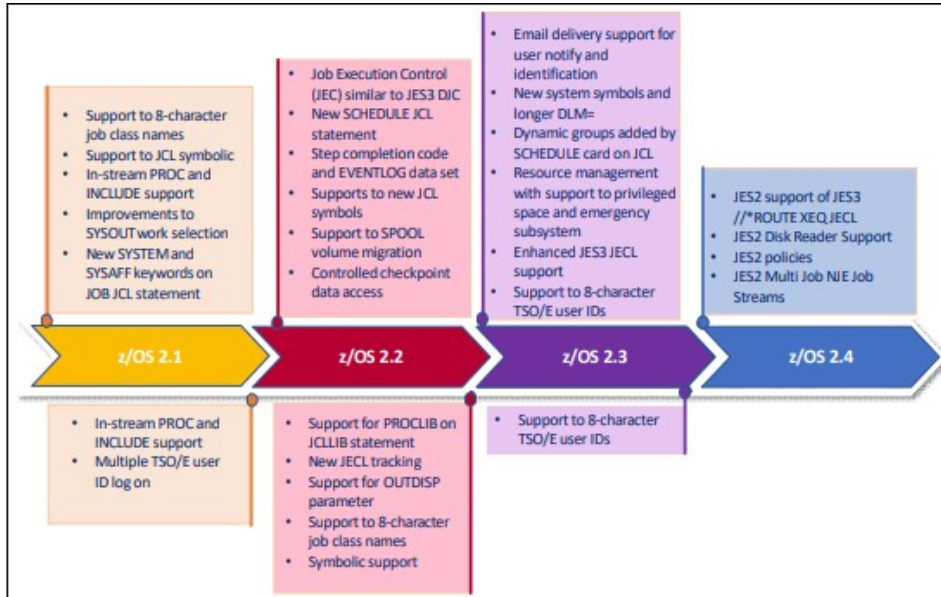 • Support to 8-character
job class names
• Support to JCL symbolic
• In-stream PROC and
INCLUDE support
• Improvements to
SYSOUT work selection
• New SYSTEM and
SYSAFF keywords on
JOB JCL statement
• Job Execution Control
(JEC) similar to JES3 DJC
• New SCHEDULE JCL
statement
• Step completion code
and EVENTLOG data set
• Supports to new JCL
symbols
• Support to SPOOL
volume migration
• Controlled checkpoint
data access
• Email delivery support for
user notify and
identification
• New system symbols and
longer DLM=
• Dynamic groups added by
SCHEDULE card on JCL
• Resource management
with support to privileged
space and emergency
subsystem
• Enhanced JES3 JECL
support
• Support to 8-character
TSO/E user IDs
• JES2 support of JES3
//*ROUTE XEQ JECL
• JES2 Disk Reader Support
• JES2 policies
• JES2 Multi Job NJE Job
Streams
z/OS 2.1
z/OS 2.2
z/OS 2.3
z/OS 2.4
• In-stream PROC and
INCLUDE support
• Multiple TSO/E user
ID log on
• Support for PROCLIB on
JCLLIB statement
• New JECL tracking
• Support for OUTDISP
parameter
• Support to 8-character
job class names
• Symbolic support
• Support to 8-character
TSO/E user IDs